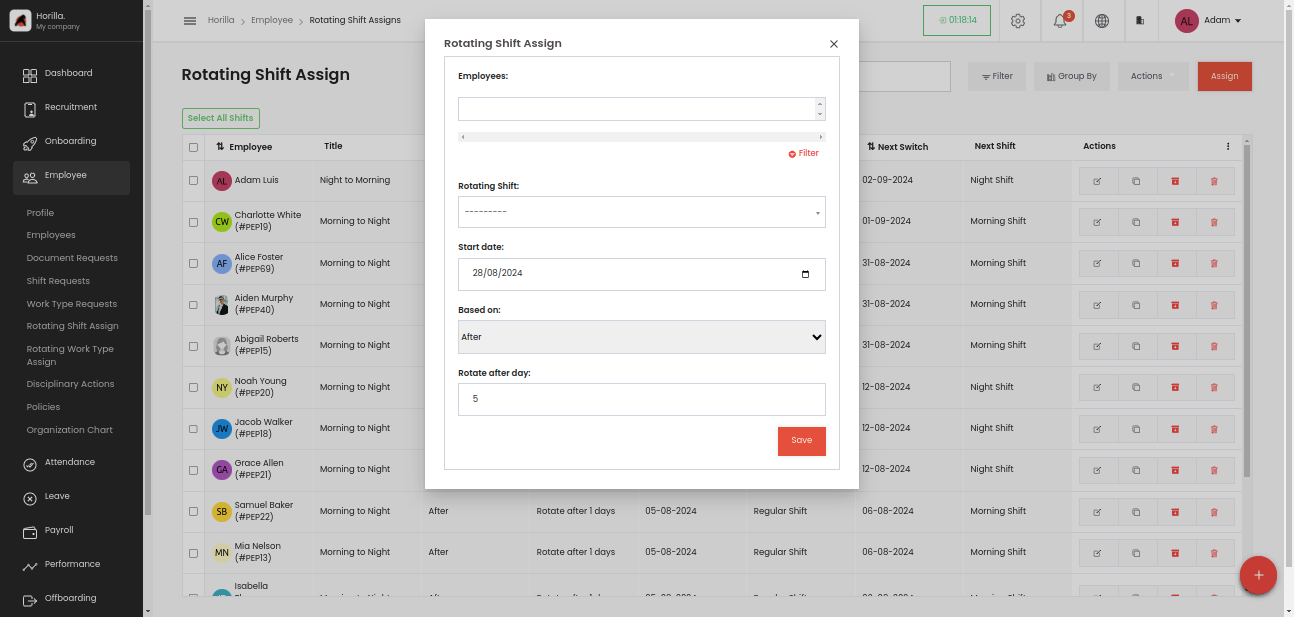 Horilla.
My company
Dashboard
Recruitment
Onboarding
Employee
Profile
Employees
Document Requests
Shift Requests
Work Type Requests
Rotating Shift Assign
Rotating Work Type
Assign
Disciplinary Actions
Policies
Organization Chart
Attendance
Leave
Payroll
Performance
Offboarding
Horilla > Employee > Rotating Shift Assigns
01:18:14
3
AL Adam
Rotating Shift Assign
Filter
Group By
Actions
Assign
Select All Shifts
Employee Title Next Switch Next Shift Actions
AL Adam Luis Night to Morning 02-09-2024 Night Shift
CW Charlotte White (#PEP19) Morning to Night 01-09-2024 Morning Shift
AF Alice Foster (#PEP69) Morning to Night 31-08-2024 Morning Shift
Aiden Murphy (#PEP40) Morning to Night 31-08-2024 Morning Shift
Abigail Roberts (#PEP15) Morning to Night 31-08-2024 Morning Shift
NY Noah Young (#PEP20) Morning to Night 12-08-2024 Night Shift
JW Jacob Walker (#PEP18) Morning to Night 12-08-2024 Night Shift
GA Grace Allen (#PEP21) Morning to Night 12-08-2024 Night Shift
SB Samuel Baker (#PEP22) Morning to Night After Rotate after 1 days 05-08-2024 Regular Shift 06-08-2024 Morning Shift
MN Mia Nelson (#PEP13) Morning to Night After Rotate after 1 days 05-08-2024 Regular Shift 06-08-2024 Morning Shift
Isabella
Rotating Shift Assign
Employees:
Filter
Rotating Shift:
---------
Start date:
28/08/2024
Based on:
After
Rotate after day:
5
Save